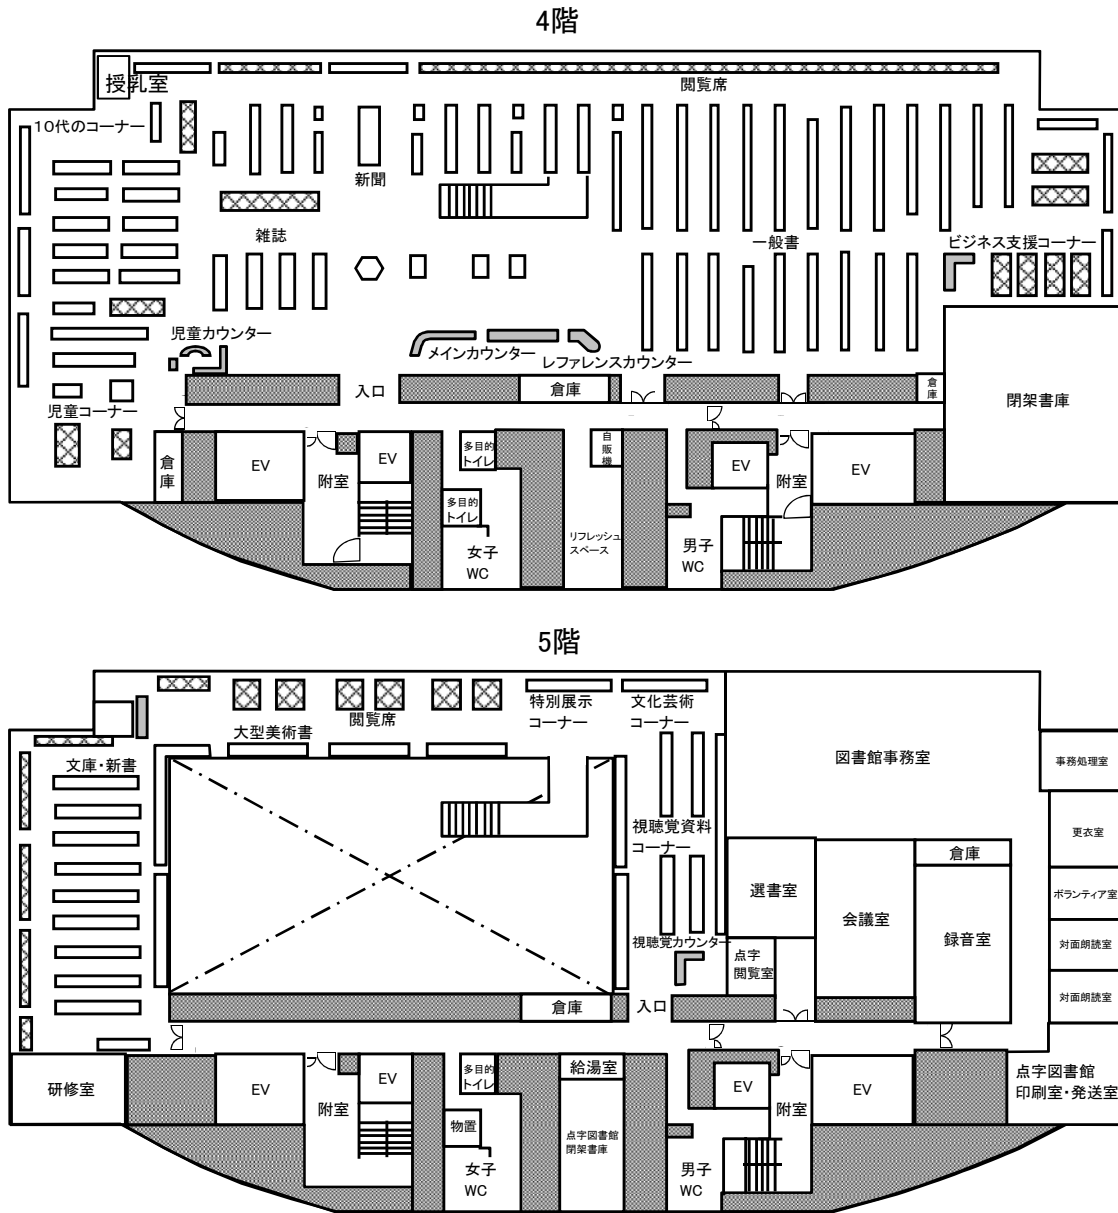 4階
授乳室
閲覧席
10代のコーナー
新聞
雑誌
一般書
ビジネス支援コーナー
児童カウンター
メインカウンター
レファレンスカウンター
入口
倉庫
倉
庫
閉架書庫
児童コーナー
倉
庫
EV
附室
EV
多目的
トイレ
多目的
トイレ
女子
WC
自
販
機
リフレッシュ
スペース
男子
WC
EV
附室
EV
5階
特別展示
コーナー
文化芸術
コーナー
閲覧席
大型美術書
文庫・新書
図書館事務室
事務処理室
更衣室
視聴覚資料
コーナー
選書室
会議室
倉庫
録音室
ボランティア室
対面朗読室
対面朗読室
視聴覚カウンター
点字
閲覧室
倉庫
入口
研修室
EV
附室
EV
多目的
トイレ
物置
女子
WC
給湯室
点字図書館
閉架書庫
男子
WC
EV
附室
EV
点字図書館
印刷室・発送室